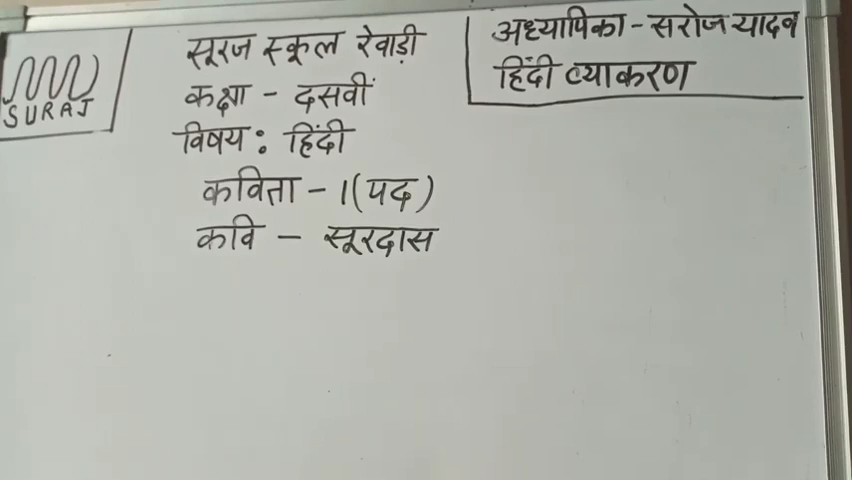 SURAJ
सूरज स्कूल रेवाड़ी
कक्षा - दसवीं
विषय : हिंदी
कविता - 1(पद)
कवि - सूरदास
अध्यापिका - सरोज यादव
हिंदी व्याकरण